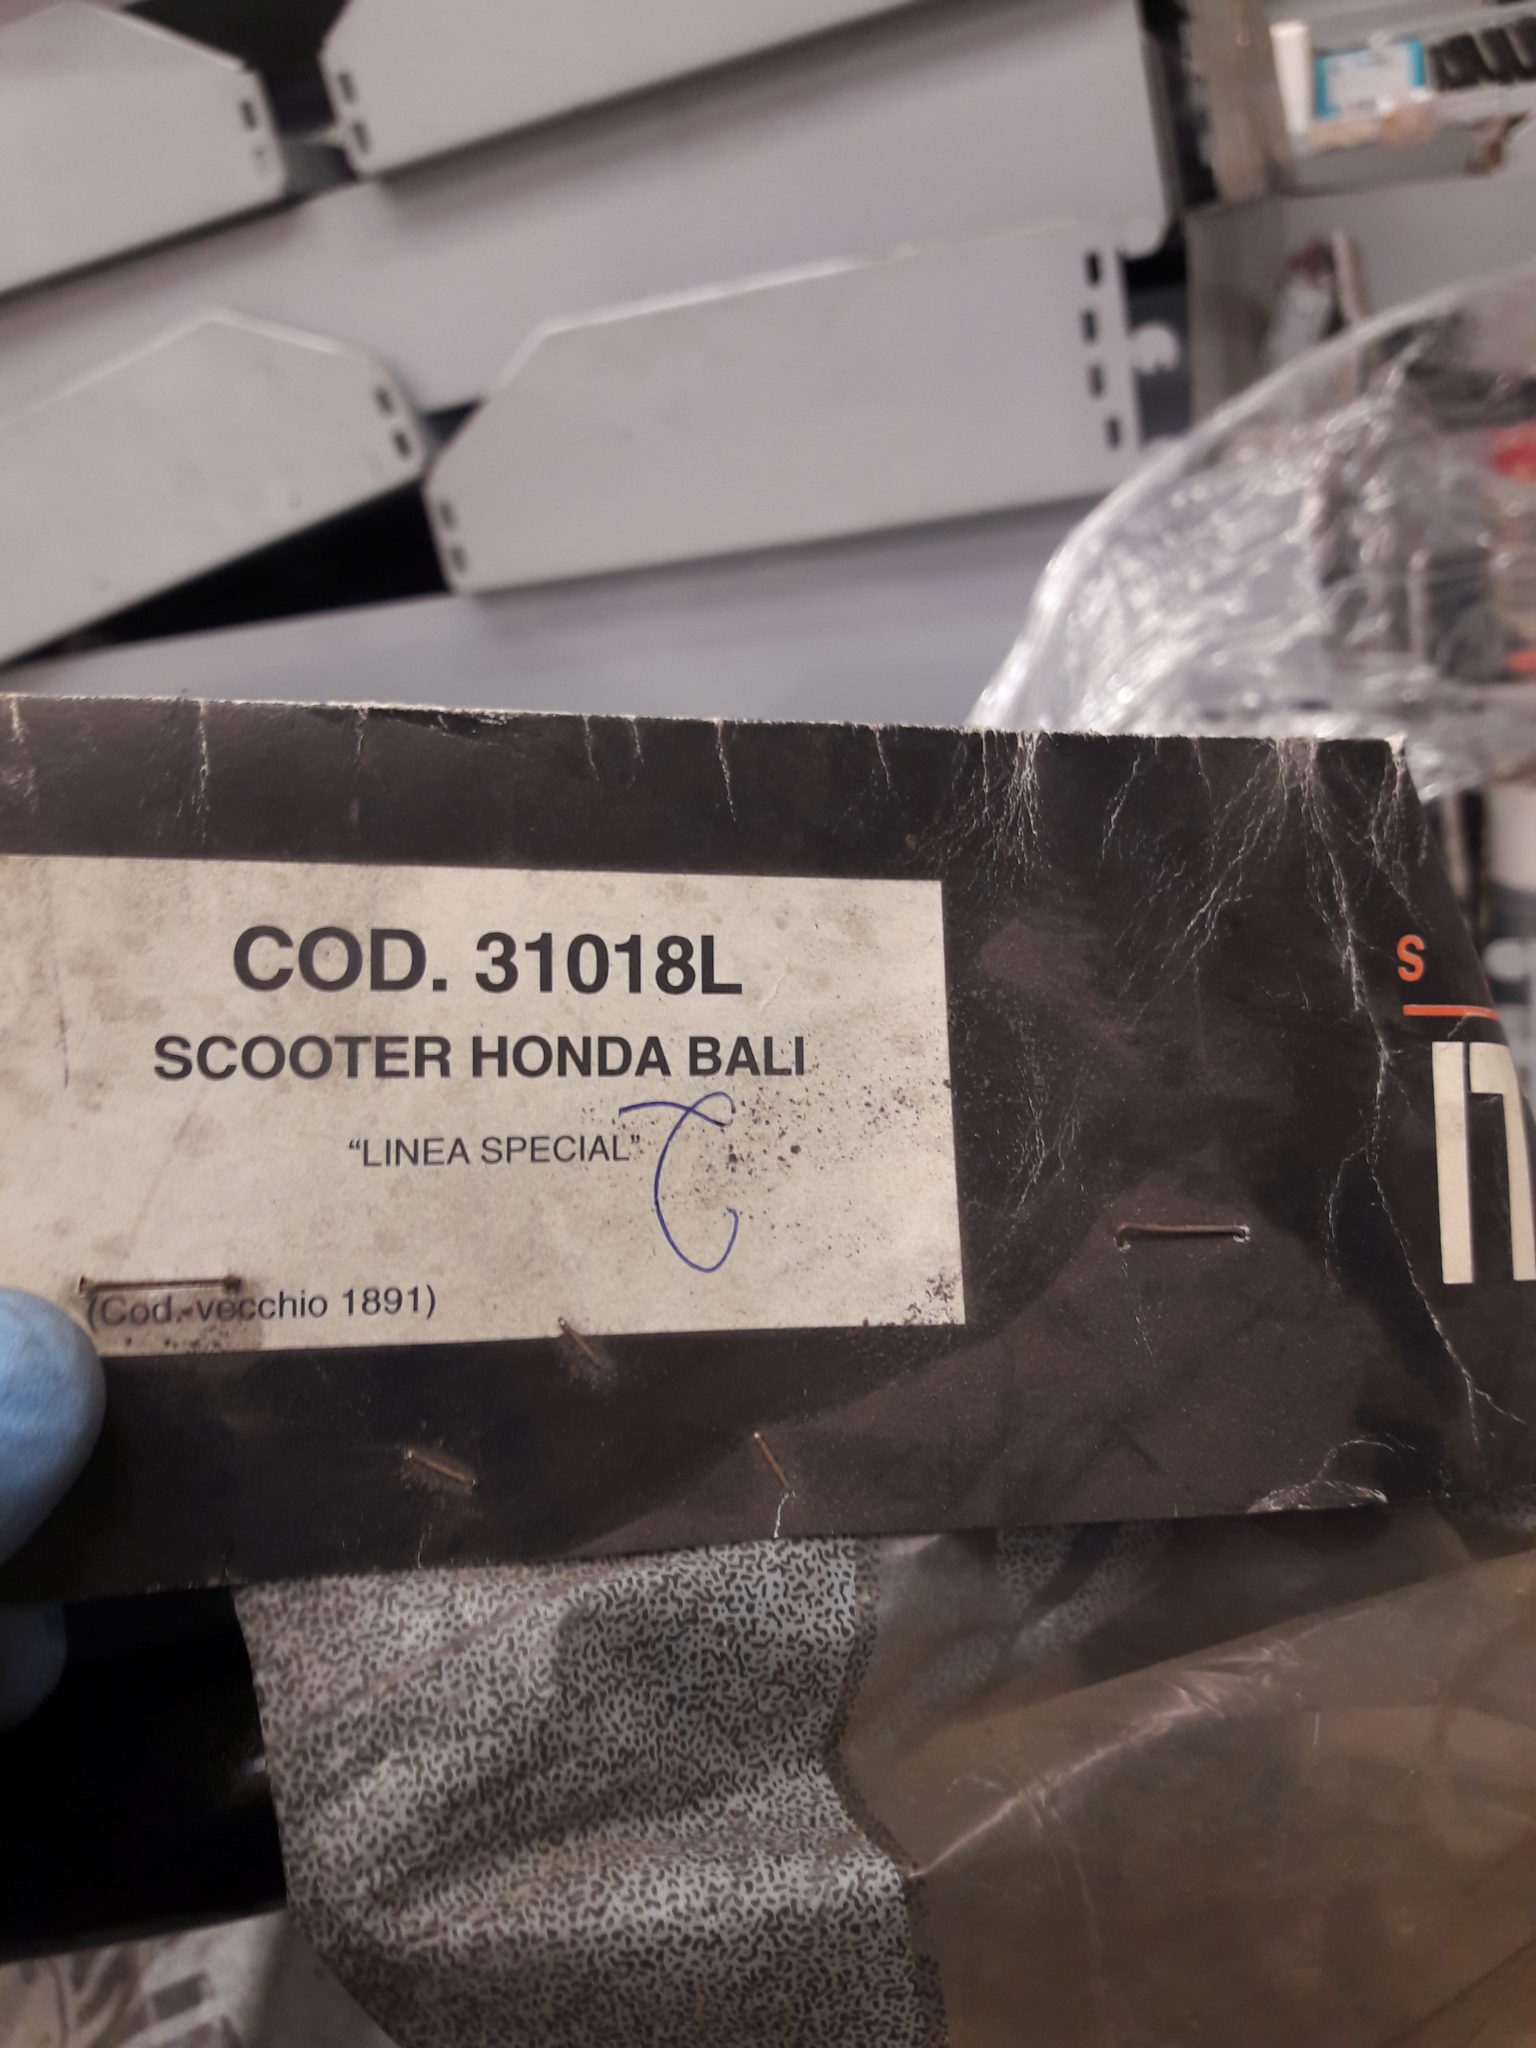 COD. 31018L
SCOOTER HONDA BALI
“LINEA SPECIAL”
(Cod. vecchio 1891)
S